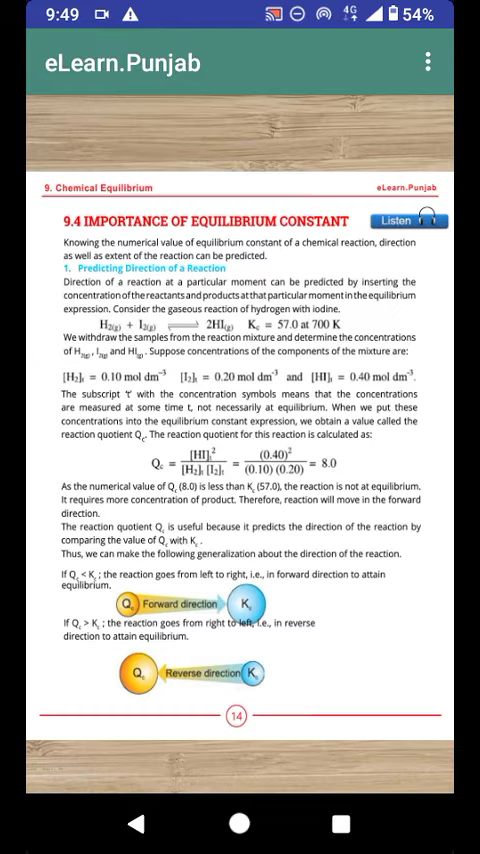 9:49 4G 54%
eLearn.Punjab
9. Chemical Equilibrium eLearn.Punjab
9.4 IMPORTANCE OF EQUILIBRIUM CONSTANT Listen
Knowing the numerical value of equilibrium constant of a chemical reaction, direction
as well as extent of the reaction can be predicted.
1. Predicting Direction of a Reaction
Direction of a reaction at a particular moment can be predicted by inserting the
concentration of the reactants and products at that particular moment in the equilibrium
expression. Consider the gaseous reaction of hydrogen with iodine.
H₂(g) + I₂(g) ⇌ 2HI(g) Kc = 57.0 at 700 K
We withdraw the samples from the reaction mixture and determine the concentrations
of H₂(g), I₂(g) and HI(g). Suppose concentrations of the components of the mixture are:
[H₂]t = 0.10 mol dm⁻³ [I₂]t = 0.20 mol dm⁻³ and [HI]t = 0.40 mol dm⁻³.
The subscript 't' with the concentration symbols means that the concentrations
are measured at some time t, not necessarily at equilibrium. When we put these
concentrations into the equilibrium constant expression, we obtain a value called the
reaction quotient Qc. The reaction quotient for this reaction is calculated as:
Qc = [HI]t² / [H₂]t [I₂]t = (0.40)² / (0.10) (0.20) = 8.0
As the numerical value of Qc (8.0) is less than Kc (57.0), the reaction is not at equilibrium.
It requires more concentration of product. Therefore, reaction will move in the forward
direction.
The reaction quotient Qc is useful because it predicts the direction of the reaction by
comparing the value of Qc with Kc.
Thus, we can make the following generalization about the direction of the reaction.
If Qc < Kc ; the reaction goes from left to right, i.e., in forward direction to attain
equilibrium.
Qc Forward direction Kc
If Qc > Kc ; the reaction goes from right to left, i.e., in reverse
direction to attain equilibrium.
Qc Reverse direction Kc
14